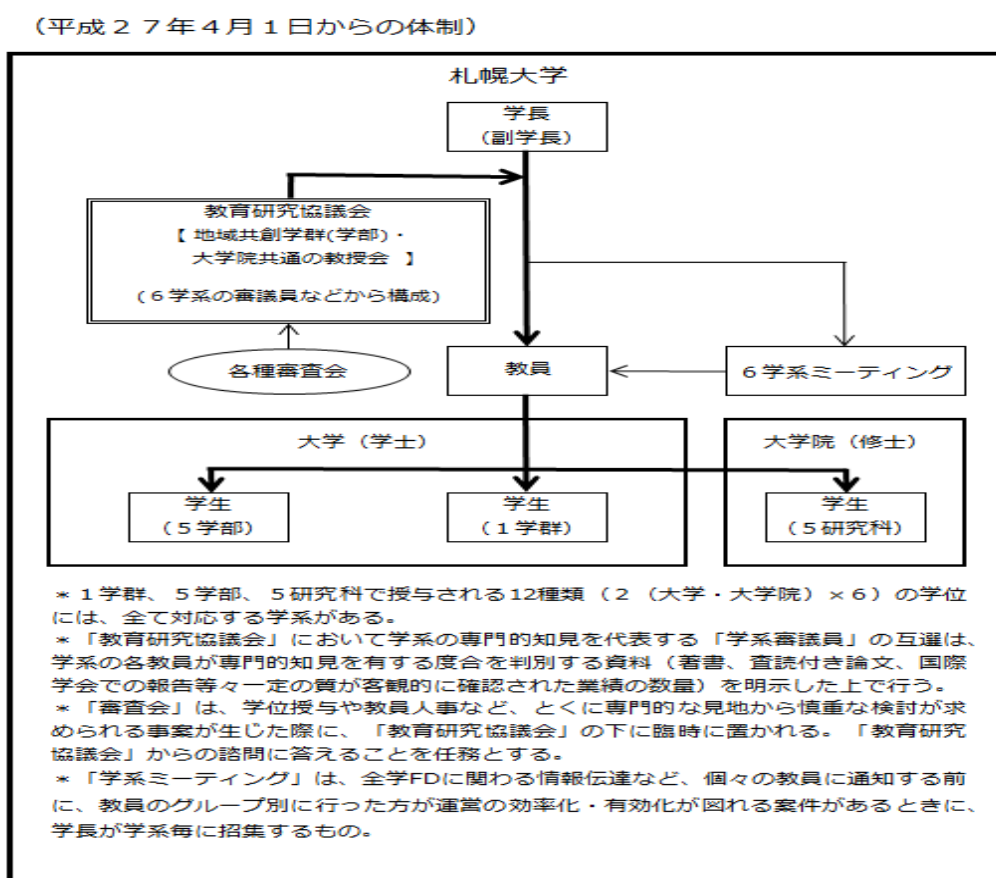 （平成２７年４月１日からの体制）
札幌大学
学長
（副学長）
教育研究協議会
【 地域共創学群(学部)・
大学院共通の教授会 】
(６学系の審議員などから構成)
各種審査会
教員
６学系ミーティング
大学（学士）
大学院（修士）
学生
（５学部）
学生
（１学群）
学生
（５研究科）
＊１学群、５学部、５研究科で授与される12種類（２（大学・大学院）×６）の学位
には、全て対応する学系がある。
＊「教育研究協議会」において学系の専門的知見を代表する「学系審議員」の互選は、
学系の各教員が専門的知見を有する度合を判別する資料（著書、査読付き論文、国際
学会での報告等々一定の質が客観的に確認された業績の数量）を明示した上で行う。
＊「審査会」は、学位授与や教員人事など、とくに専門的な見地から慎重な検討が求
められる事案が生じた際に、「教育研究協議会」の下に臨時に置かれる。「教育研究
協議会」からの諮問に答えることを任務とする。
＊「学系ミーティング」は、全学FDに関わる情報伝達など、個々の教員に通知する前
に、教員のグループ別に行った方が運営の効率化・有効化が図れる案件があるときに、
学長が学系毎に招集するもの。